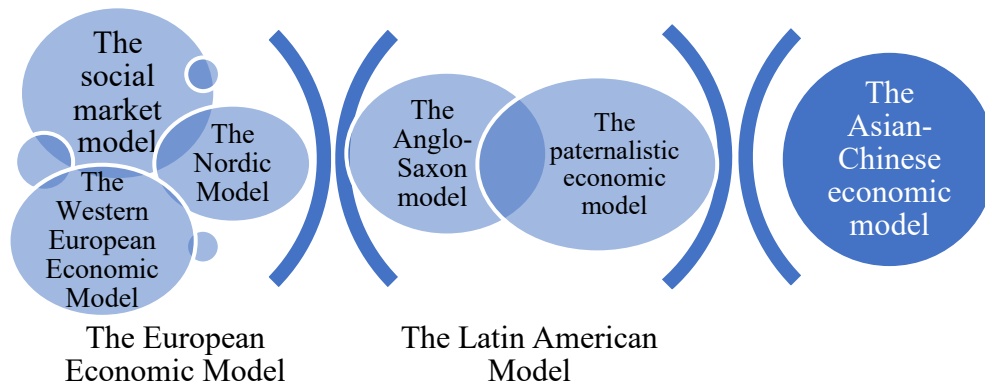 The
social
market
model
The
Nordic
Model
The
Western
European
Economic
Model
The European
Economic Model
The
Anglo-
Saxon
model
The
paternalistic
economic
model
The Latin American
Model
The
Asian-
Chinese
economic
model